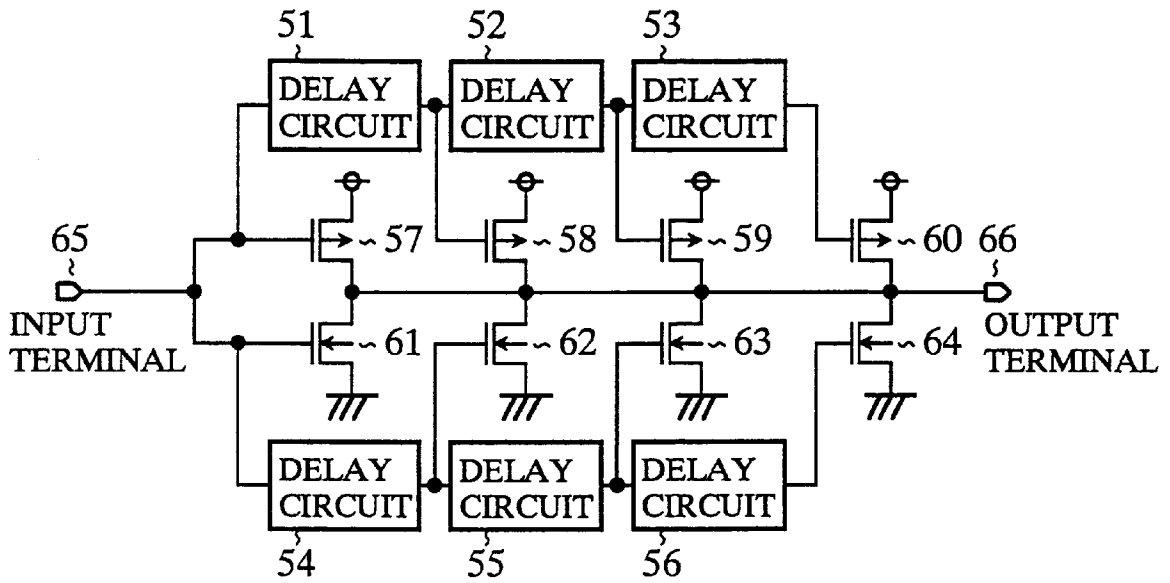 51
52
53
DELAY
CIRCUIT
DELAY
CIRCUIT
DELAY
CIRCUIT
65
57
58
59
60
66
INPUT
TERMINAL
61
62
63
64
OUTPUT
TERMINAL
DELAY
CIRCUIT
DELAY
CIRCUIT
DELAY
CIRCUIT
54
55
56